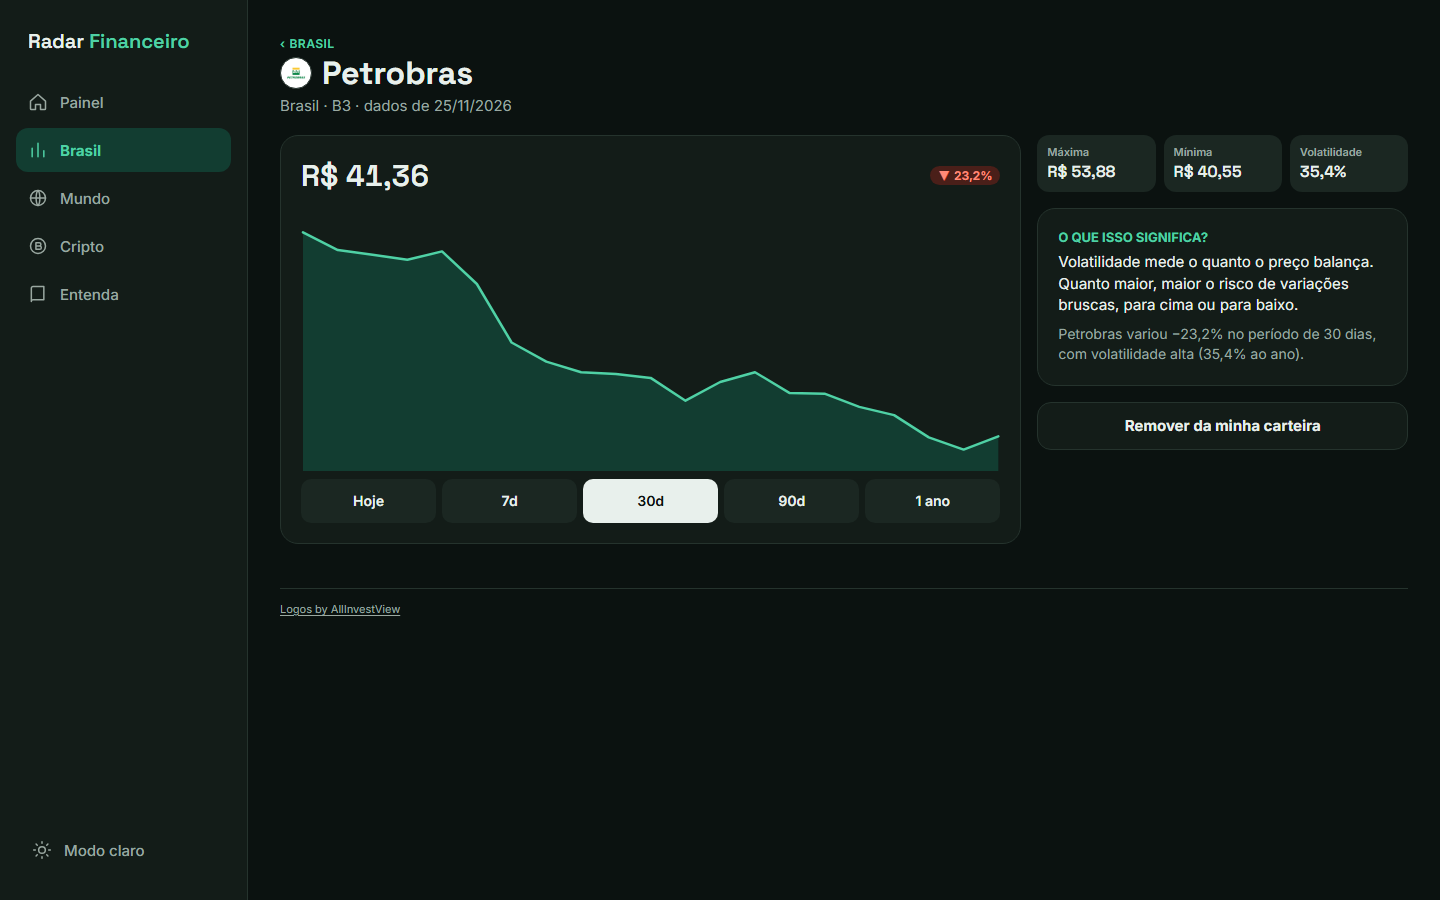 Radar Financeiro
Painel
Brasil
Mundo
Cripto
Entenda
Modo claro
‹ BRASIL
Petrobras
Brasil · B3 · dados de 25/11/2026
R$ 41,36
▼ 23,2%
Hoje
7d
30d
90d
1 ano
Máxima
R$ 53,88
Mínima
R$ 40,55
Volatilidade
35,4%
O QUE ISSO SIGNIFICA?
Volatilidade mede o quanto o preço balança.
Quanto maior, maior o risco de variações
bruscas, para cima ou para baixo.
Petrobras variou −23,2% no período de 30 dias,
com volatilidade alta (35,4% ao ano).
Remover da minha carteira
Logos by AllInvestView